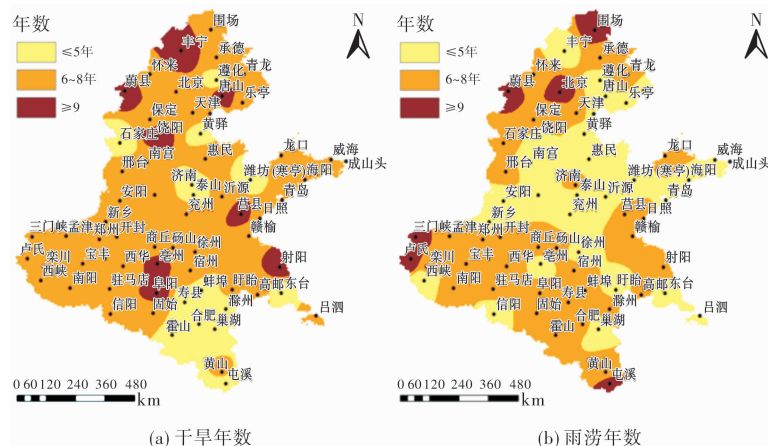 年数
≤5年
6~8年
≥9
N
围场
丰宁
承德
怀来
青龙
遵化
蔚县
北京
唐山
乐亭
天津
保定
饶阳
黄骅
石家庄
南宫
惠民
龙口
威海
成山头
邢台
潍坊(寒亭)海阳
济南
泰山
沂源
青岛
安阳
兖州
莒县
日照
新乡
三门峡
孟津
郑州
开封
赣榆
卢氏
栾川
宝丰
西华
商丘
砀山
徐州
亳州
宿州
射阳
西峡
南阳
驻马店
阜阳
蚌埠
盱眙
高邮
东台
寿县
滁州
信阳
固始
吕泗
合肥
巢湖
霍山
黄山
屯溪
0 60 120 240 360 480
km
(a) 干旱年数
年数
≤5年
6~8年
≥9
N
围场
丰宁
承德
怀来
青龙
遵化
蔚县
北京
唐山
乐亭
天津
保定
饶阳
黄骅
石家庄
南宫
惠民
龙口
威海
成山头
邢台
潍坊(寒亭)海阳
济南
泰山
沂源
青岛
安阳
兖州
莒县
日照
新乡
三门峡
孟津
郑州
开封
赣榆
卢氏
栾川
宝丰
西华
商丘
砀山
徐州
亳州
宿州
射阳
西峡
南阳
驻马店
阜阳
蚌埠
盱眙
高邮
东台
寿县
滁州
信阳
固始
吕泗
合肥
巢湖
霍山
黄山
屯溪
0 60 120 240 360 480
km
(b) 雨涝年数